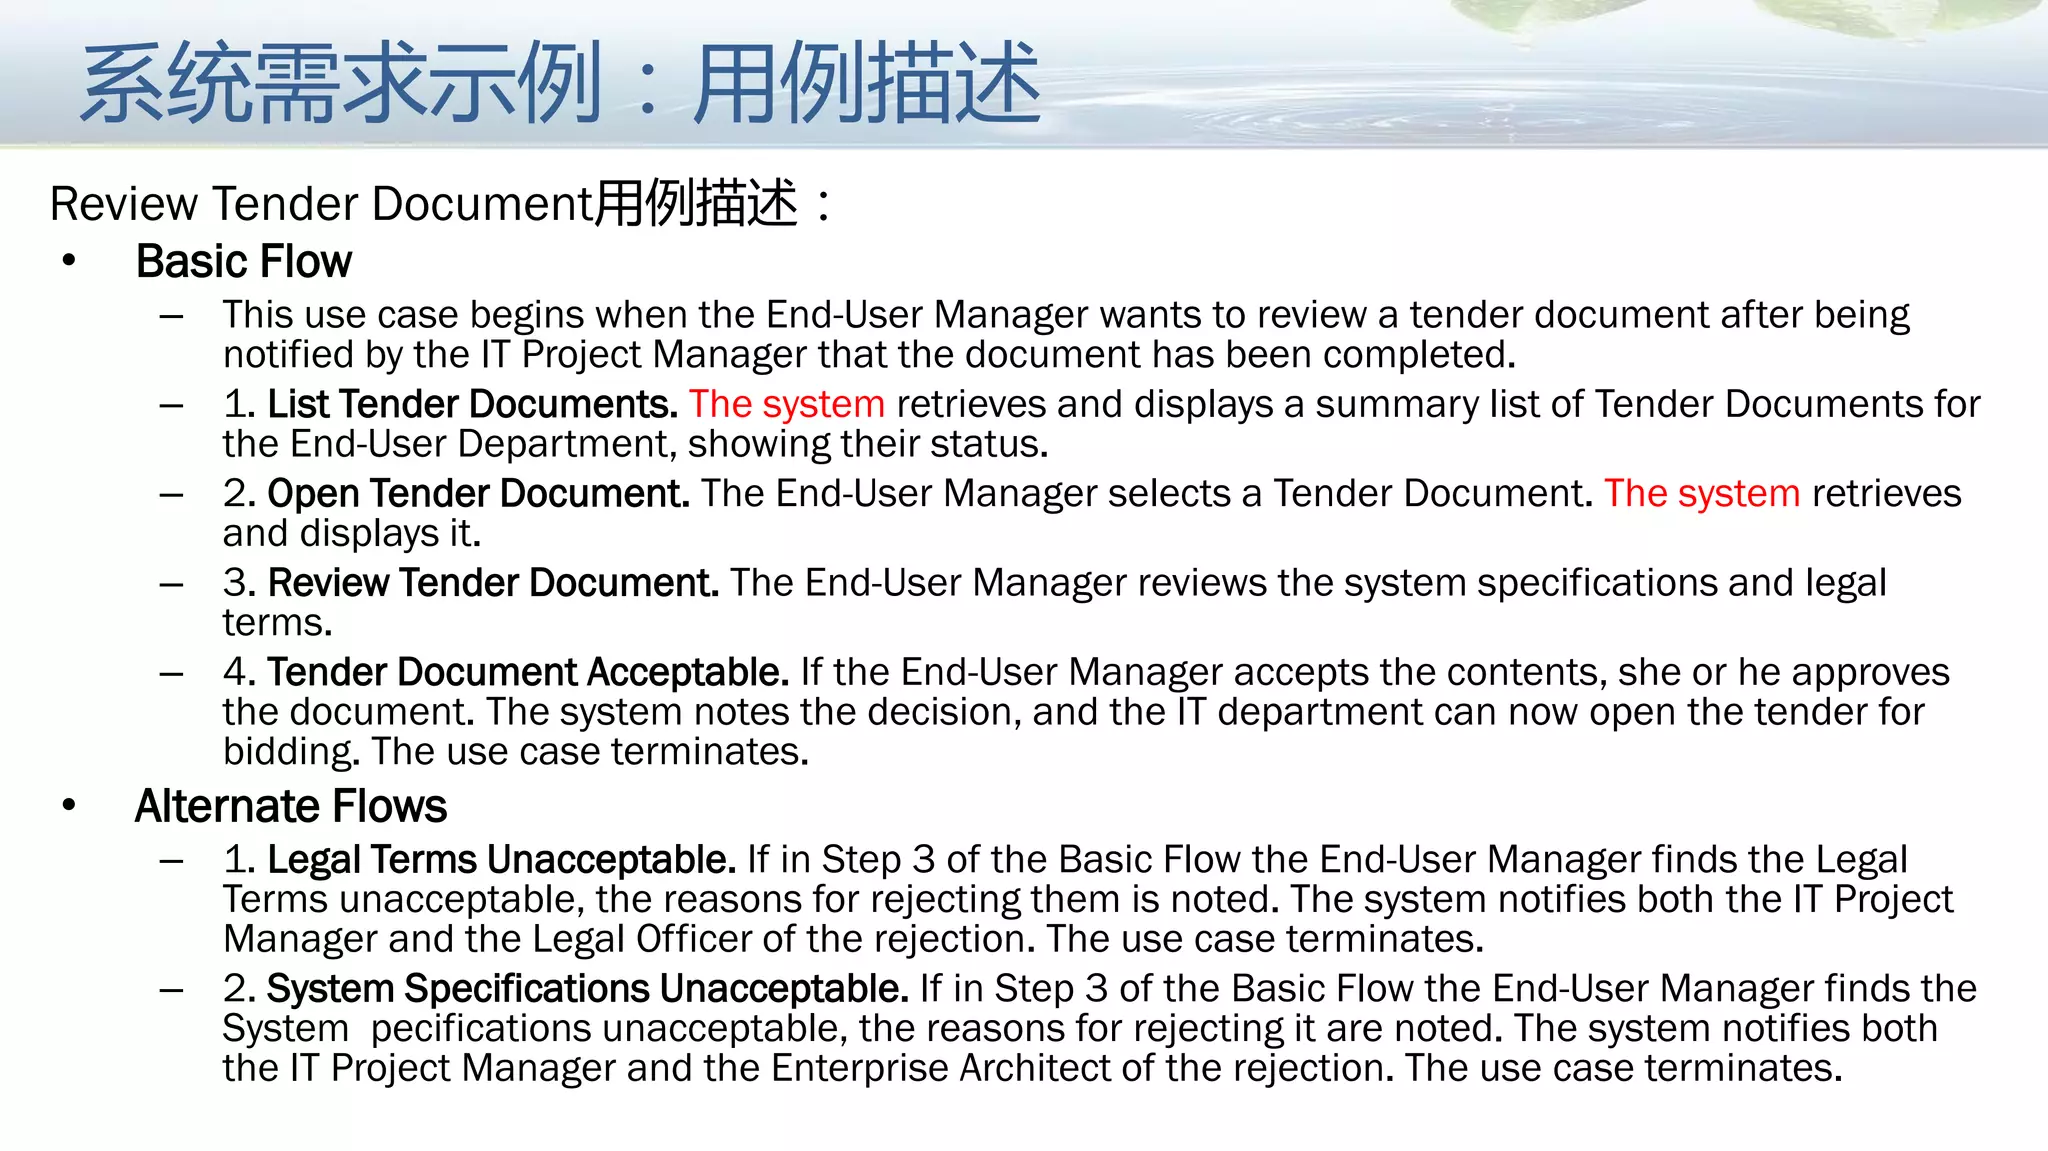 系统需求示例：用例描述
Review Tender Document用例描述：
• Basic Flow
– This use case begins when the End-User Manager wants to review a tender document after being
notified by the IT Project Manager that the document has been completed.
– 1. List Tender Documents. The system retrieves and displays a summary list of Tender Documents for
the End-User Department, showing their status.
– 2. Open Tender Document. The End-User Manager selects a Tender Document. The system retrieves
and displays it.
– 3. Review Tender Document. The End-User Manager reviews the system specifications and legal
terms.
– 4. Tender Document Acceptable. If the End-User Manager accepts the contents, she or he approves
the document. The system notes the decision, and the IT department can now open the tender for
bidding. The use case terminates.
• Alternate Flows
– 1. Legal Terms Unacceptable. If in Step 3 of the Basic Flow the End-User Manager finds the Legal
Terms unacceptable, the reasons for rejecting them is noted. The system notifies both the IT Project
Manager and the Legal Officer of the rejection. The use case terminates.
– 2. System Specifications Unacceptable. If in Step 3 of the Basic Flow the End-User Manager finds the
System  pecifications unacceptable, the reasons for rejecting it are noted. The system notifies both
the IT Project Manager and the Enterprise Architect of the rejection. The use case terminates.